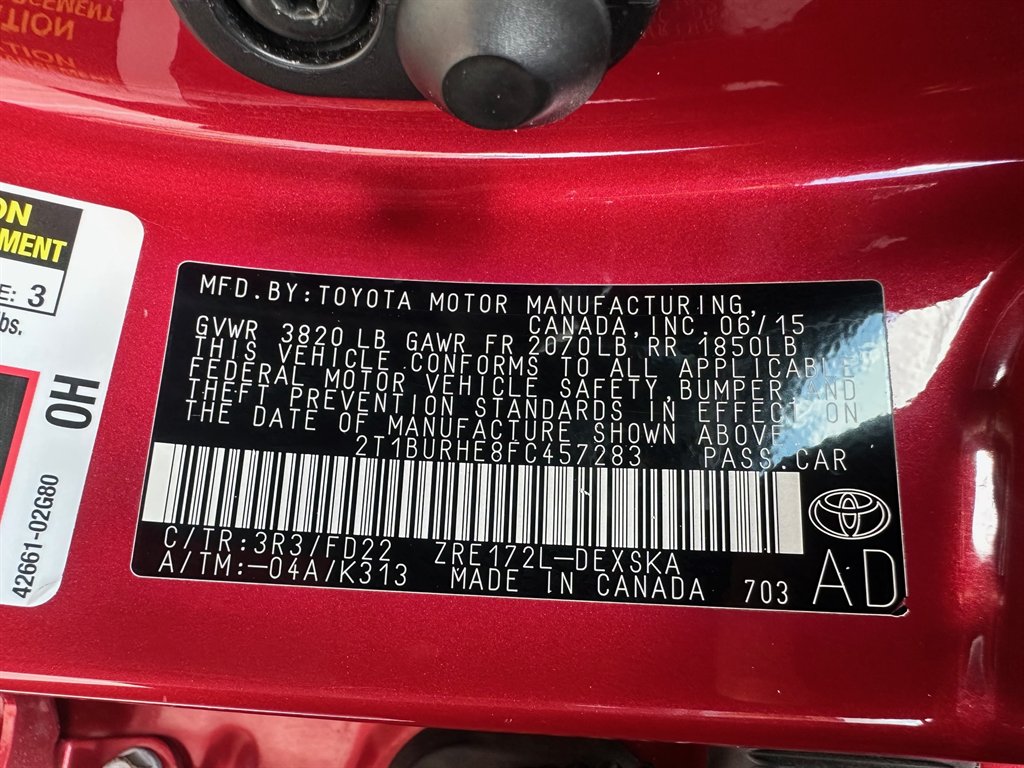 ON
MENT
E: 3
lbs.
OH
42661-02G80
MFD.BY:TOYOTA MOTOR MANUFACTURING,
CANADA,INC.06/15
GVWR 3820 LB GAWR FR 2070LB RR 1850LB
THIS VEHICLE CONFORMS TO ALL APPLICABLE
FEDERAL MOTOR VEHICLE SAFETY,BUMPER,AND
THEFT PREVENTION STANDARDS IN EFFECT ON
THE DATE OF MANUFACTURE SHOWN ABOVE.
2T1BURHE8FC457283 PASS.CAR
C/TR:3R3/FD22 ZRE172L-DEXSKA
A/TM:-04A/K313 MADE IN CANADA 703 AD